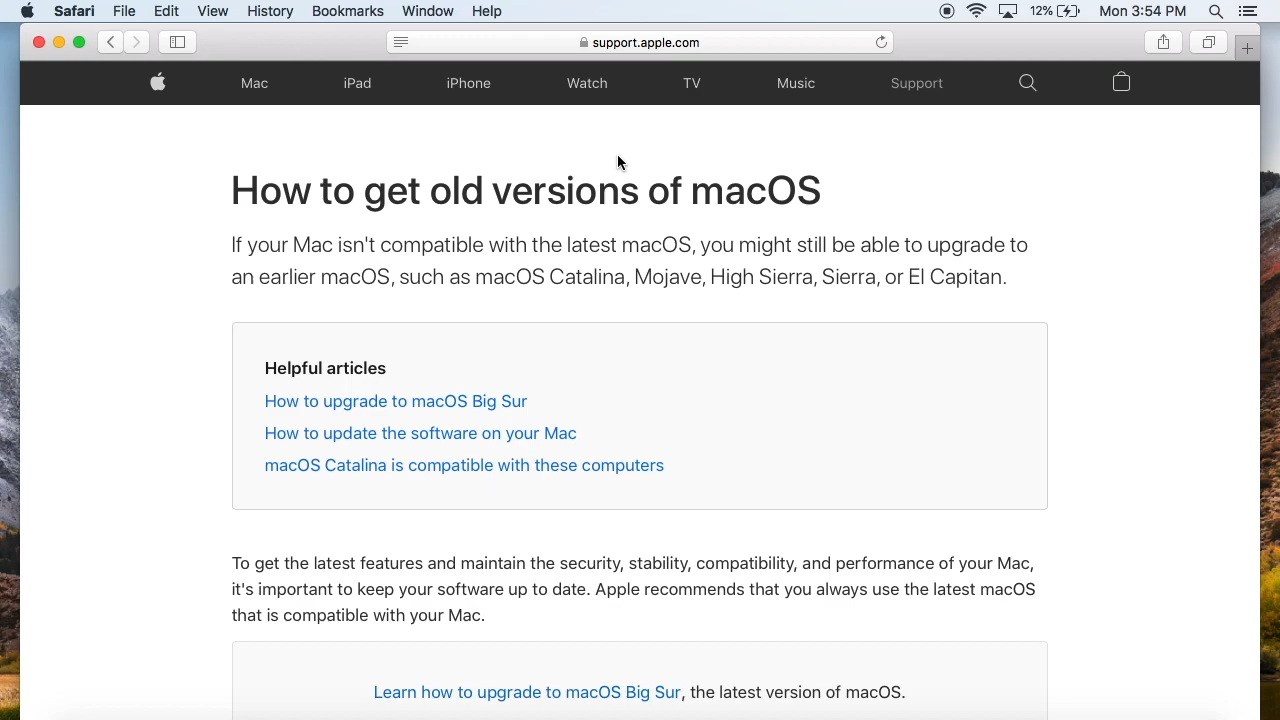 Safari File Edit View History Bookmarks Window Help 12% Mon 3:54 PM
support.apple.com
Mac iPad iPhone Watch TV Music Support
How to get old versions of macOS
If your Mac isn't compatible with the latest macOS, you might still be able to upgrade to
an earlier macOS, such as macOS Catalina, Mojave, High Sierra, Sierra, or El Capitan.
Helpful articles
How to upgrade to macOS Big Sur
How to update the software on your Mac
macOS Catalina is compatible with these computers
To get the latest features and maintain the security, stability, compatibility, and performance of your Mac,
it's important to keep your software up to date. Apple recommends that you always use the latest macOS
that is compatible with your Mac.
Learn how to upgrade to macOS Big Sur, the latest version of macOS.